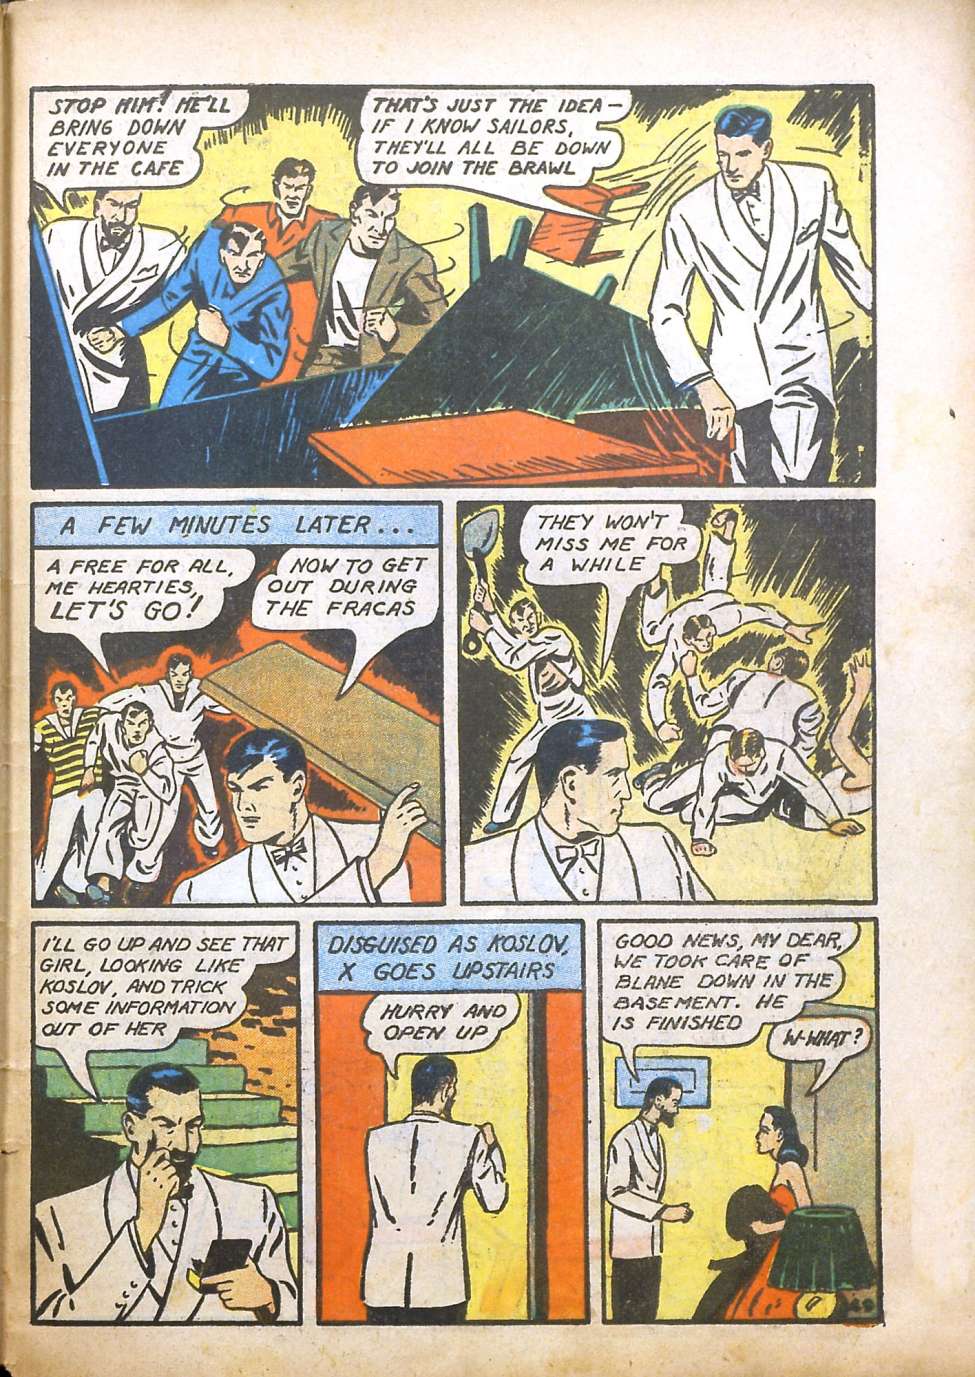 STOP HIM! HE'LL
BRING DOWN
EVERYONE
IN THE CAFE
THAT'S JUST THE IDEA—
IF I KNOW SAILORS,
THEY'LL ALL BE DOWN
TO JOIN THE BRAWL
A FEW MINUTES LATER...
A FREE FOR ALL,
ME HEARTIES,
LET'S GO!
NOW TO GET
OUT DURING
THE FRACAS
THEY WON'T
MISS ME FOR
A WHILE
I'LL GO UP AND SEE THAT
GIRL, LOOKING LIKE
KOSLOV, AND TRICK
SOME INFORMATION
OUT OF HER
DISGUISED AS KOSLOV,
X GOES UPSTAIRS
HURRY AND
OPEN UP
GOOD NEWS, MY DEAR,
WE TOOK CARE OF
BLANE DOWN IN THE
BASEMENT. HE
IS FINISHED
W-WHAT?